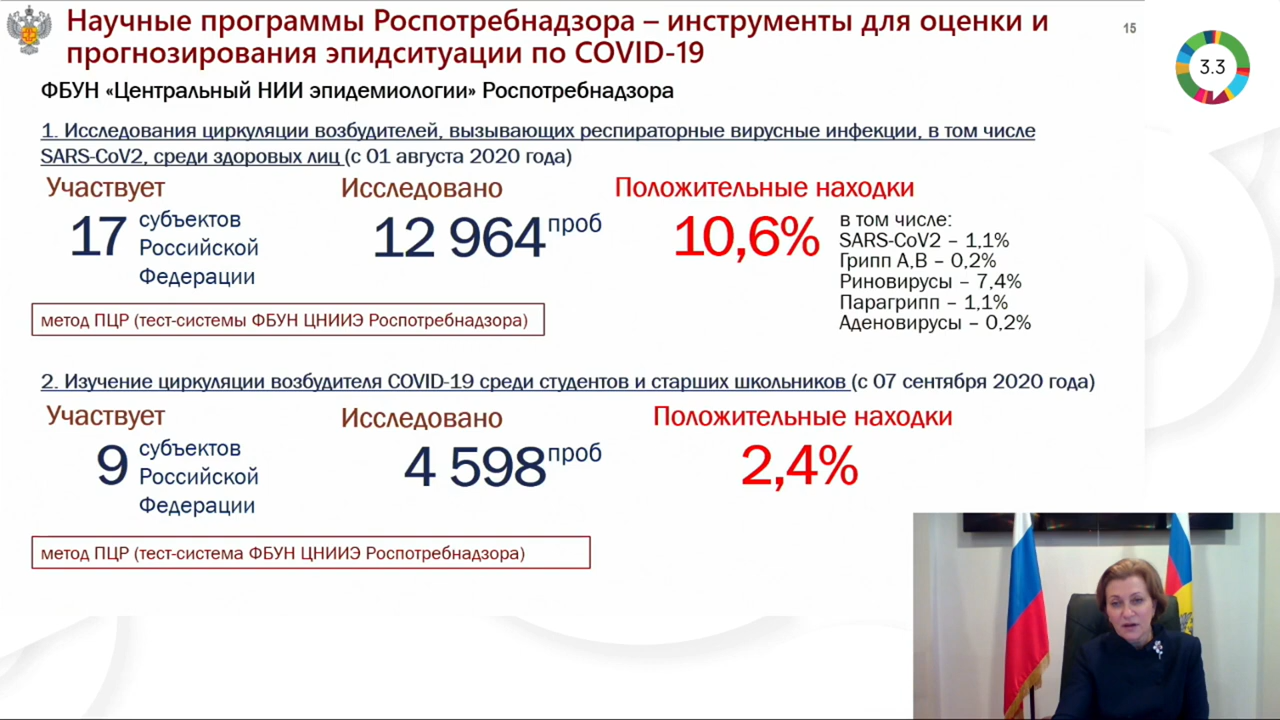 Научные программы Роспотребнадзора – инструменты для оценки и
прогнозирования эпидситуации по COVID-19
15
3.3
ФБУН «Центральный НИИ эпидемиологии» Роспотребнадзора
1. Исследования циркуляции возбудителей, вызывающих респираторные вирусные инфекции, в том числе
SARS-CoV2, среди здоровых лиц (с 01 августа 2020 года)
Участвует
17 субъектов
Российской
Федерации
Исследовано
12 964 проб
Положительные находки
10,6%
в том числе:
SARS-CoV2 – 1,1%
Грипп А,В – 0,2%
Риновирусы – 7,4%
Парагрипп – 1,1%
Аденовирусы – 0,2%
метод ПЦР (тест-системы ФБУН ЦНИИЭ Роспотребнадзора)
2. Изучение циркуляции возбудителя COVID-19 среди студентов и старших школьников (с 07 сентября 2020 года)
Участвует
9 субъектов
Российской
Федерации
Исследовано
4 598 проб
Положительные находки
2,4%
метод ПЦР (тест-система ФБУН ЦНИИЭ Роспотребнадзора)